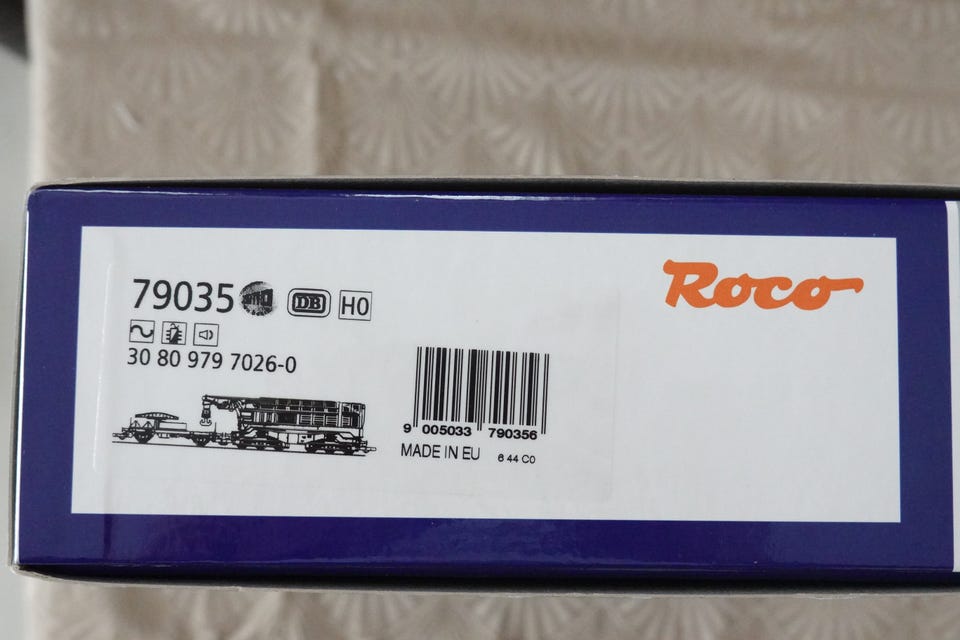 79035 DB H0
30 80 979 7026-0
Roco
9 005033 790356
MADE IN EU 6 44 C0